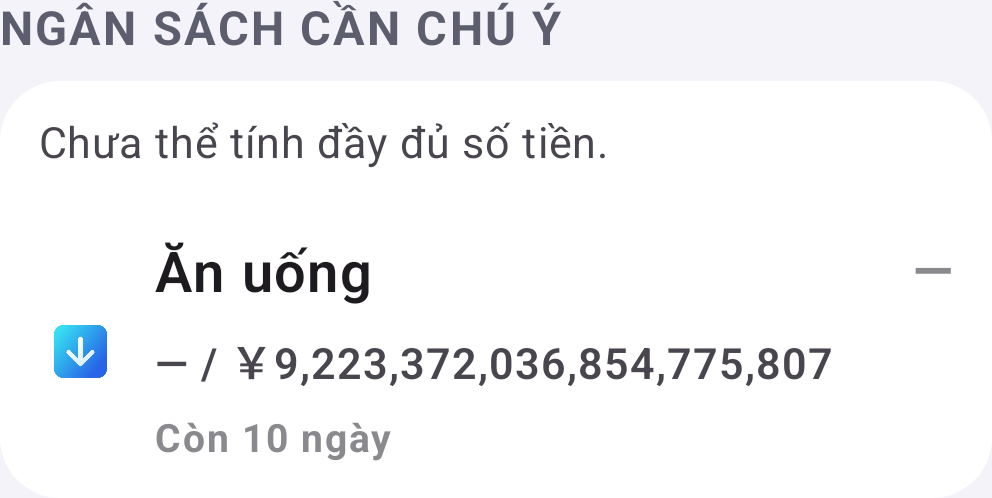 NGÂN SÁCH CẦN CHÚ Ý
Chưa thể tính đầy đủ số tiền.
Ăn uống —
— / ￥9,223,372,036,854,775,807
Còn 10 ngày